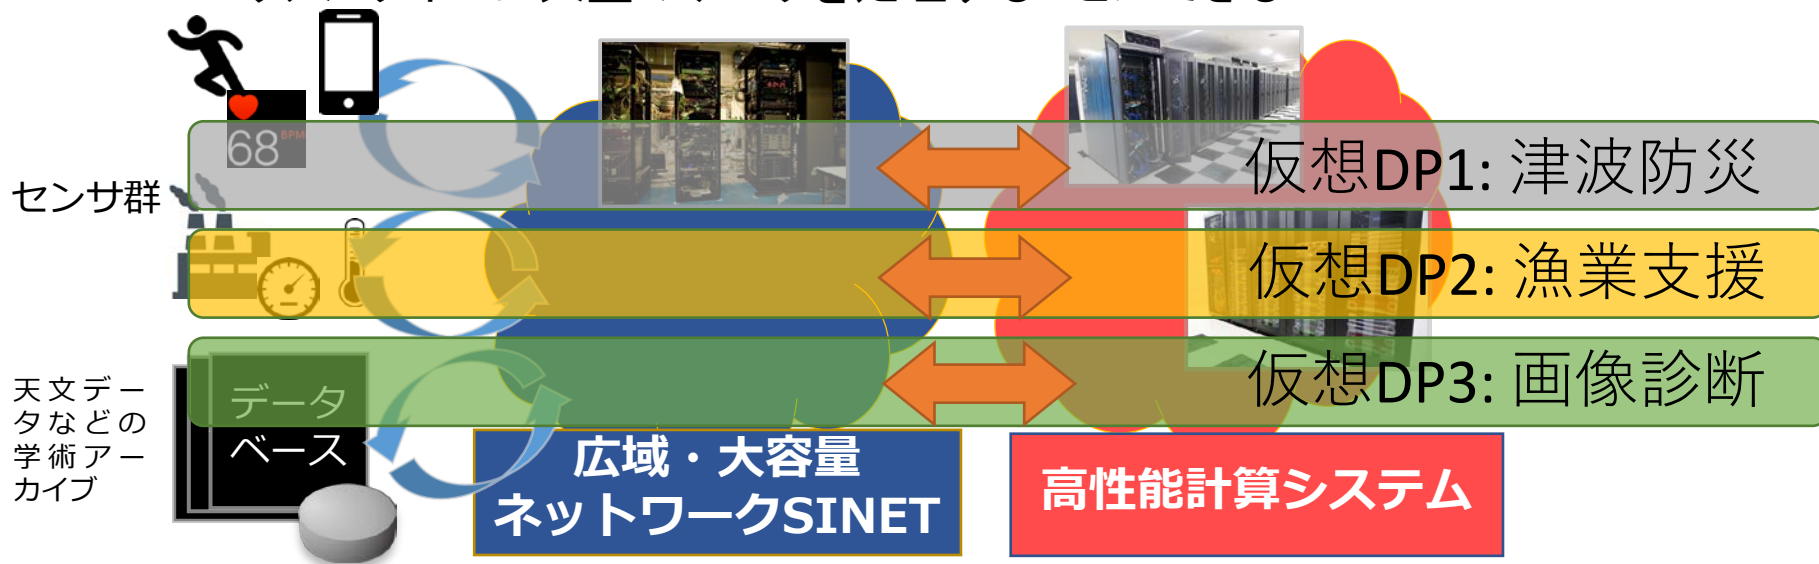 68 BPM
仮想DP1: 津波防災
センサ群
仮想DP2: 漁業支援
仮想DP3: 画像診断
天文デー
タなどの
学術アー
カイブ
データ
ベース
広域・大容量
ネットワークSINET
高性能計算システム